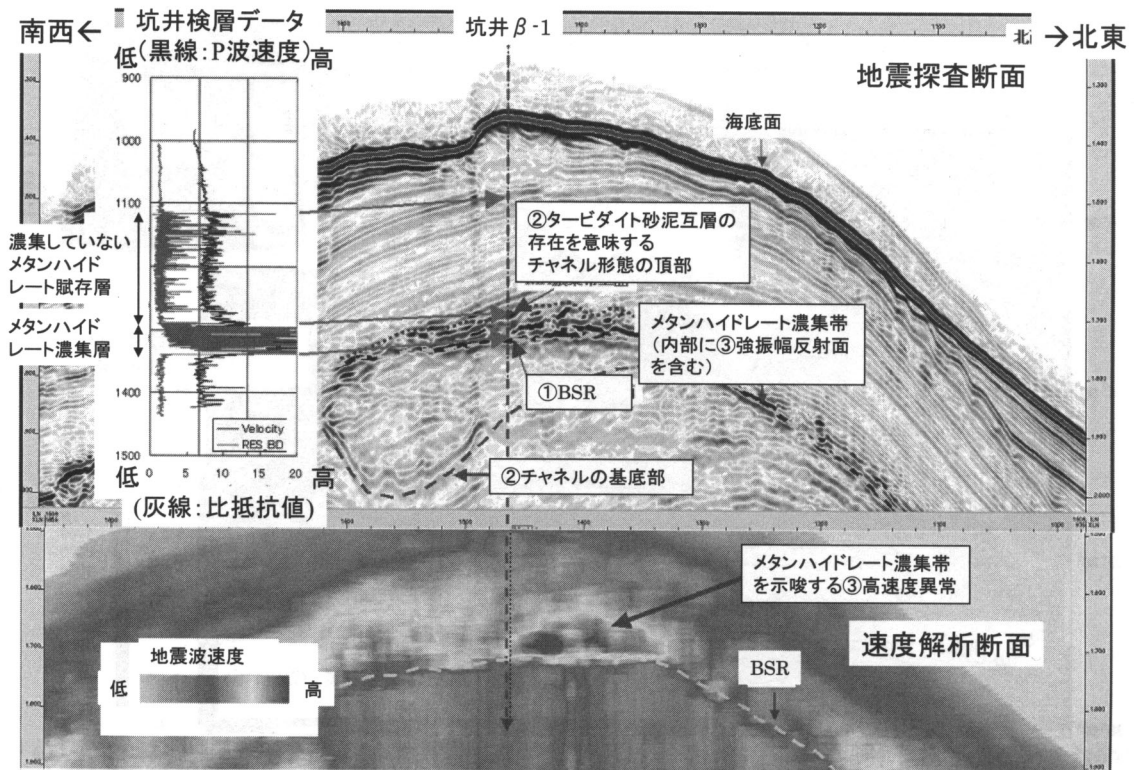 南西←
坑井検層データ
(黒線:P波速度)
低
高
坑井β-1
→北東
地震探査断面
海底面
900
1000
1100
1400
1500
濃集していない
メタンハイド
レート賦存層
メタンハイド
レート濃集層
Velocity
RES_BD
0 5 10 15 20
低
高
(灰線:比抵抗値)
②タービダイト砂泥互層の
存在を意味する
チャネル形態の頂部
メタンハイドレート濃集帯
(内部に③強振幅反射面
を含む)
①BSR
②チャネルの基底部
メタンハイドレート濃集帯
を示唆する③高速度異常
速度解析断面
地震波速度
低
高
BSR
1.700